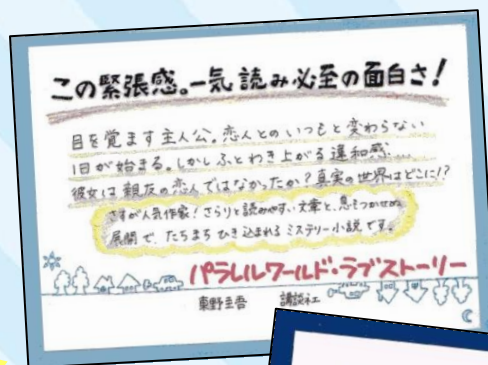 この緊張感。一気読み必至の面白さ！
目を覚ます主人公。恋人とのいつもと変わらない
1日が始まる。しかしふとわき上がる違和感…
彼女は親友の恋人ではなかったか？真実の世界はどこに!?
さすが人気作家！さらりと読みやすい文章と、息をつかせぬ
展開で、たちまちひき込まれるミステリー小説です。
パラレルワールド・ラブストーリー
東野圭吾 講談社